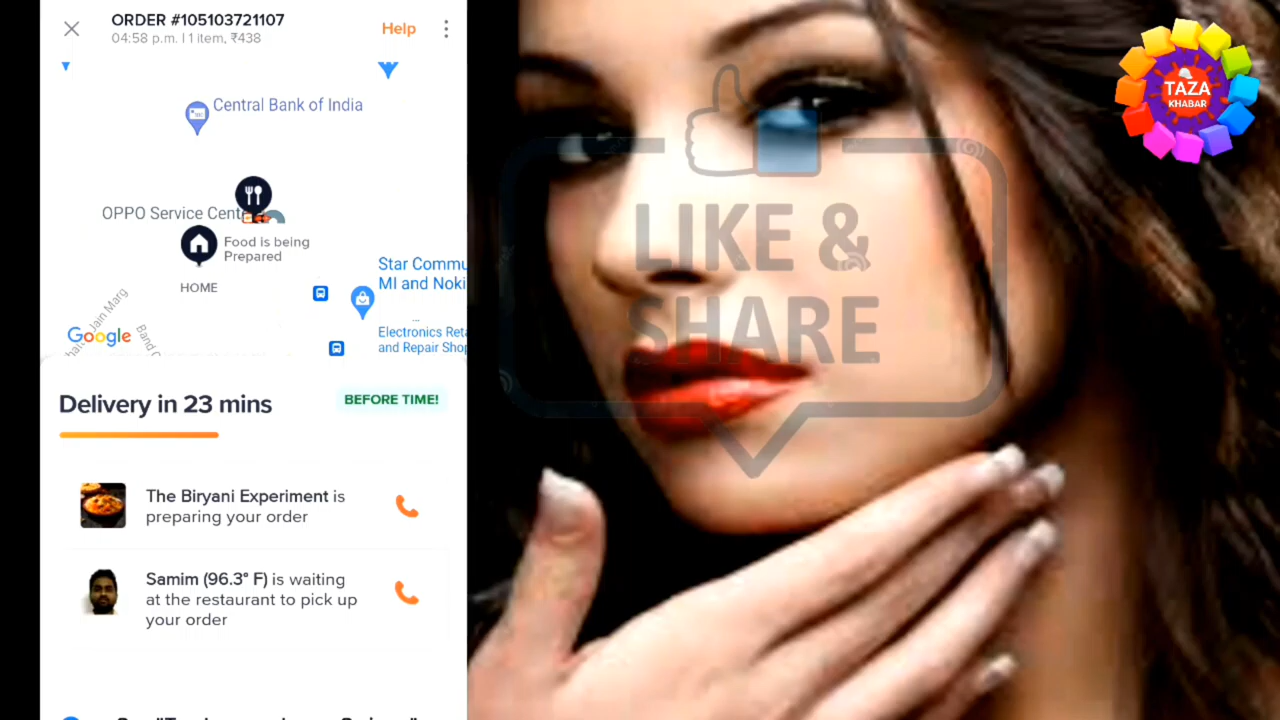 ORDER #105103721107
04:58 p.m. | 1 item, ₹438
Help
Central Bank of India
OPPO Service Cent
Food is being
Prepared
HOME
Star Commu
MI and Noki
Jain Marg
Google
Electronics Reta
and Repair Shop
Delivery in 23 mins
BEFORE TIME!
The Biryani Experiment is
preparing your order
Samim (96.3° F) is waiting
at the restaurant to pick up
your order
LIKE &
SHARE
TAZA
KHABAR